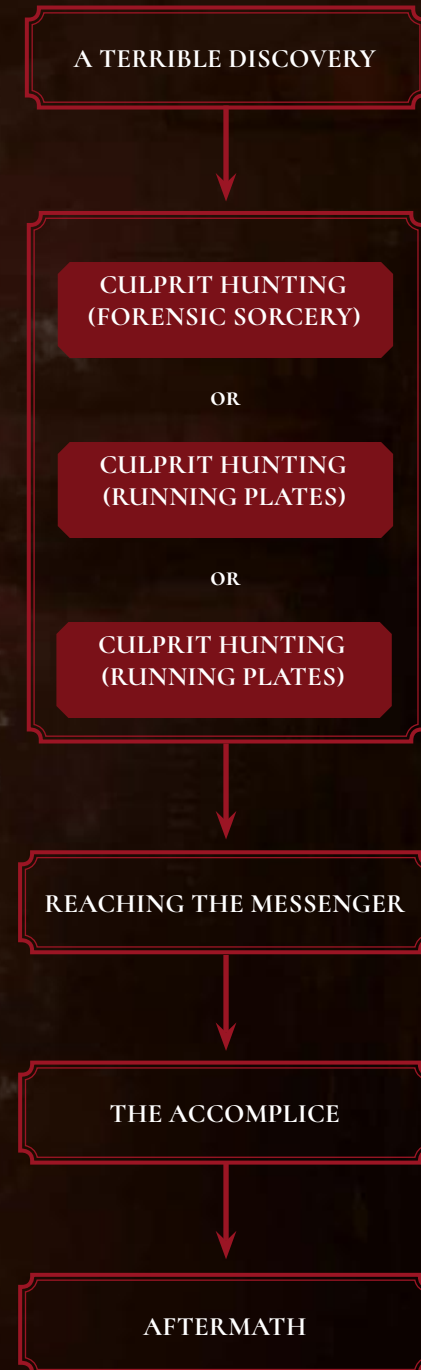 A TERRIBLE DISCOVERY
CULPRIT HUNTING
(FORENSIC SORCERY)
OR
CULPRIT HUNTING
(RUNNING PLATES)
OR
CULPRIT HUNTING
(RUNNING PLATES)
REACHING THE MESSENGER
THE ACCOMPLICE
AFTERMATH